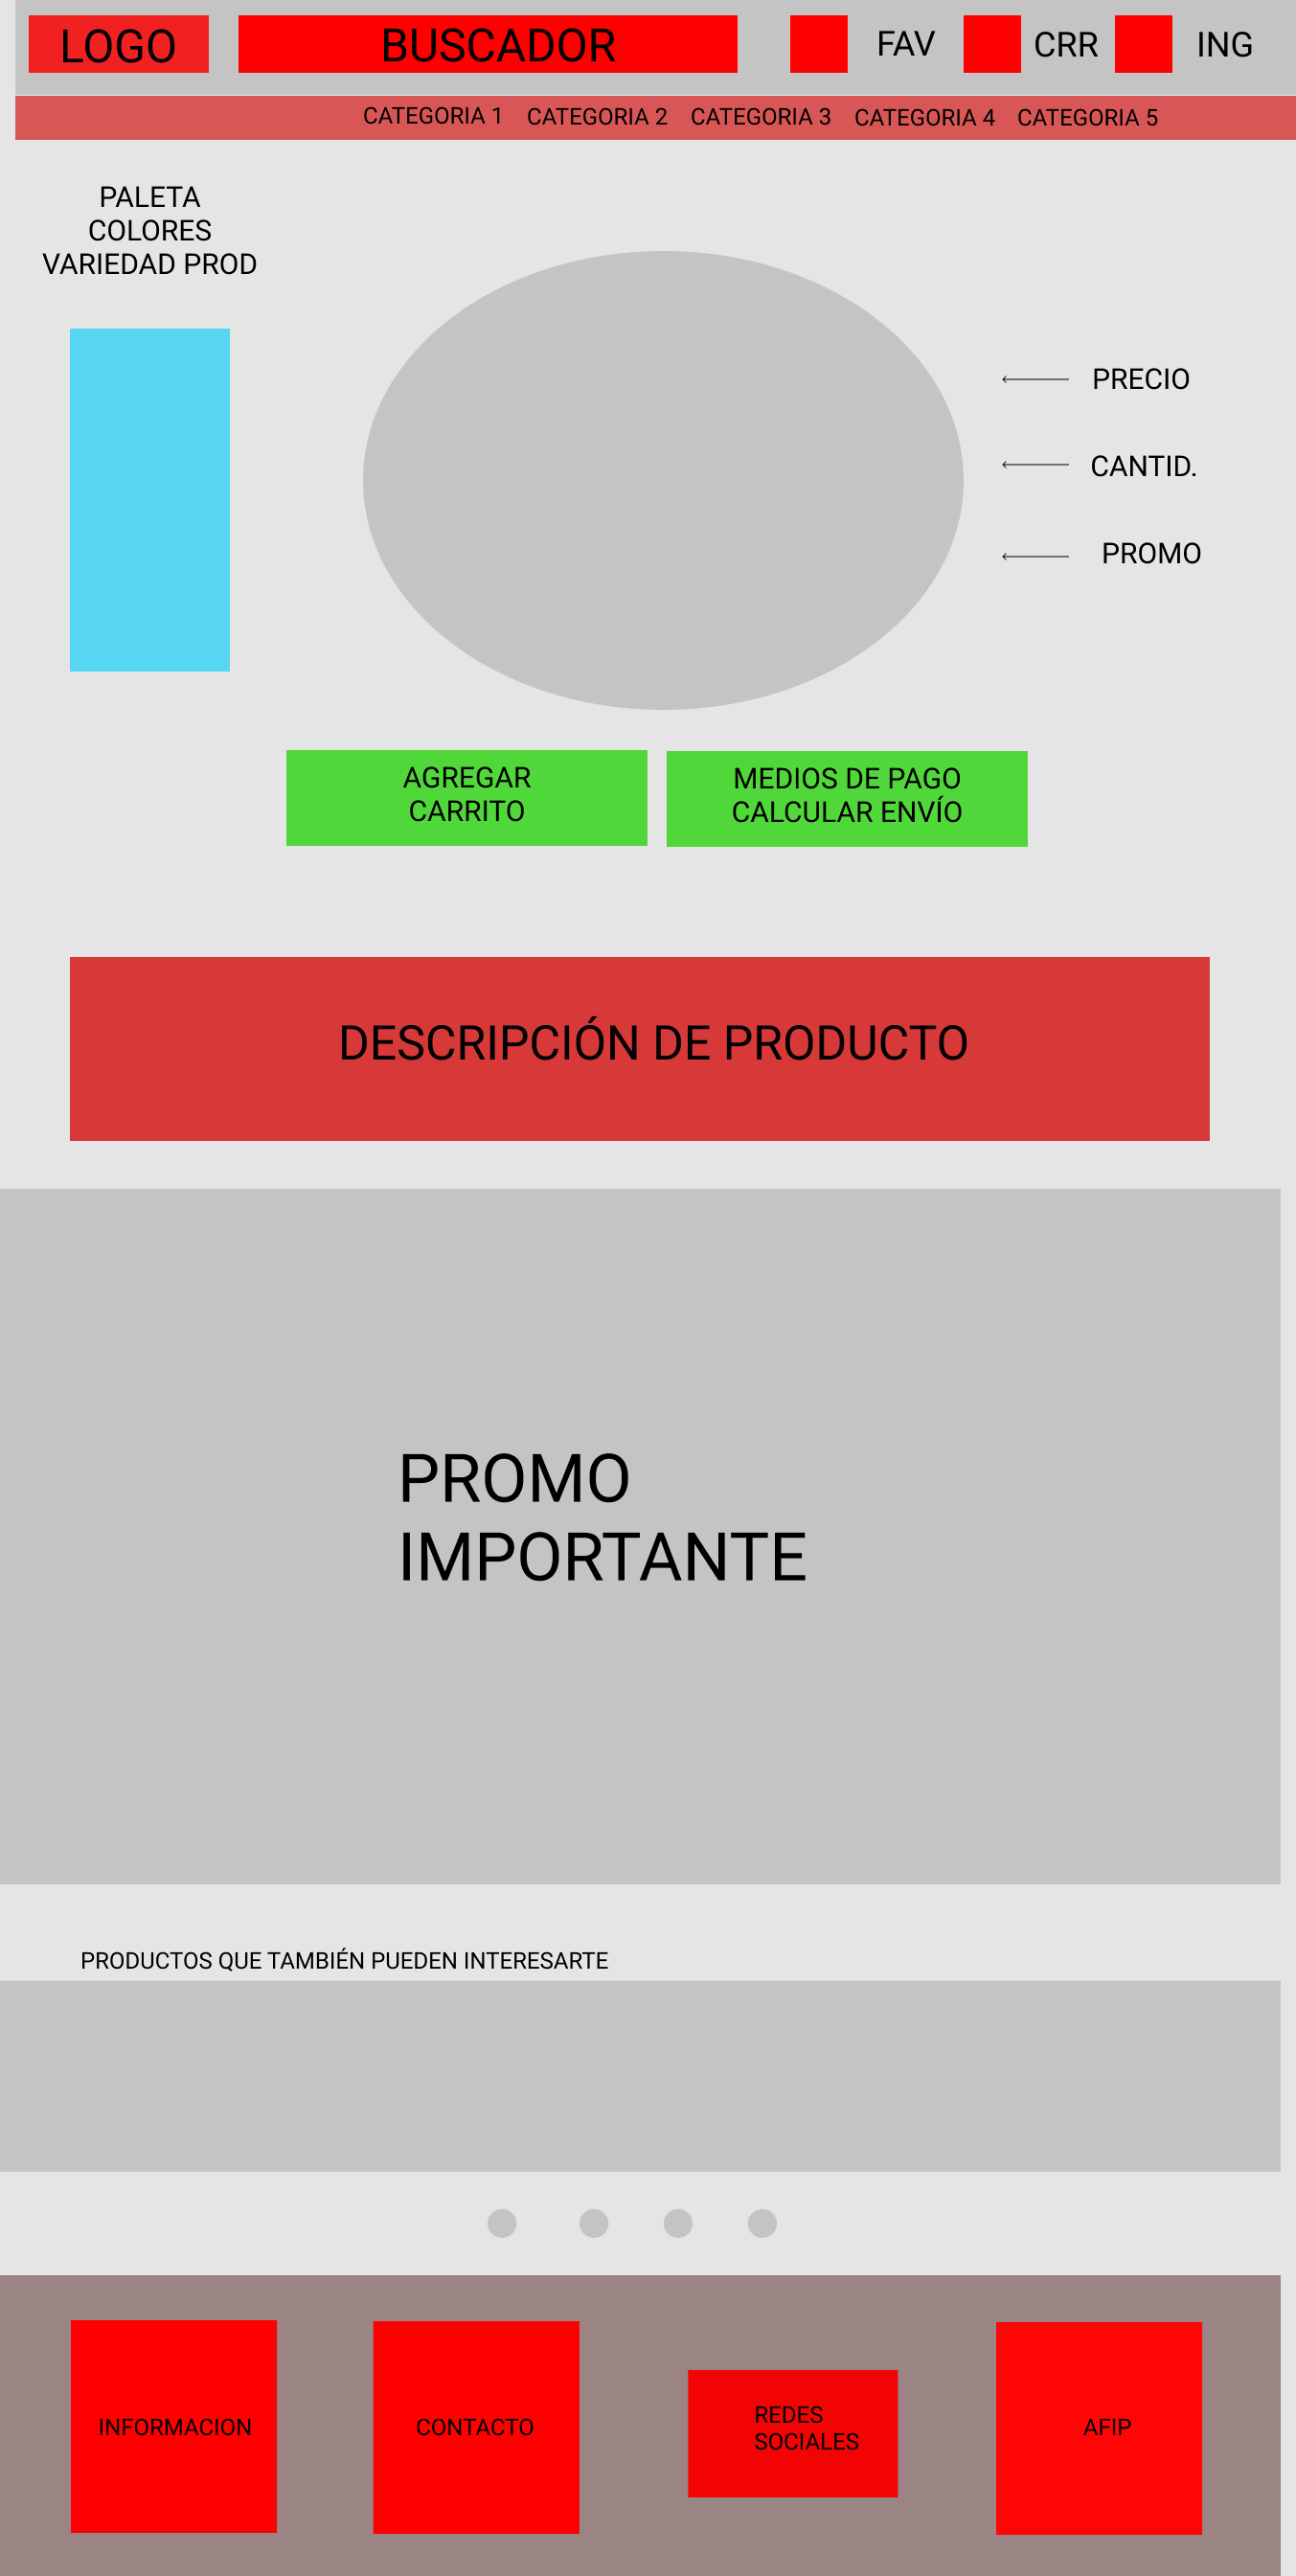 LOGO
BUSCADOR
FAV
CRR
ING
CATEGORIA 1
CATEGORIA 2
CATEGORIA 3
CATEGORIA 4
CATEGORIA 5
PALETA
COLORES
VARIEDAD PROD
PRECIO
CANTID.
PROMO
AGREGAR
CARRITO
MEDIOS DE PAGO
CALCULAR ENVÍO
DESCRIPCIÓN DE PRODUCTO
PROMO
IMPORTANTE
PRODUCTOS QUE TAMBIÉN PUEDEN INTERESARTE
INFORMACION
CONTACTO
REDES
SOCIALES
AFIP